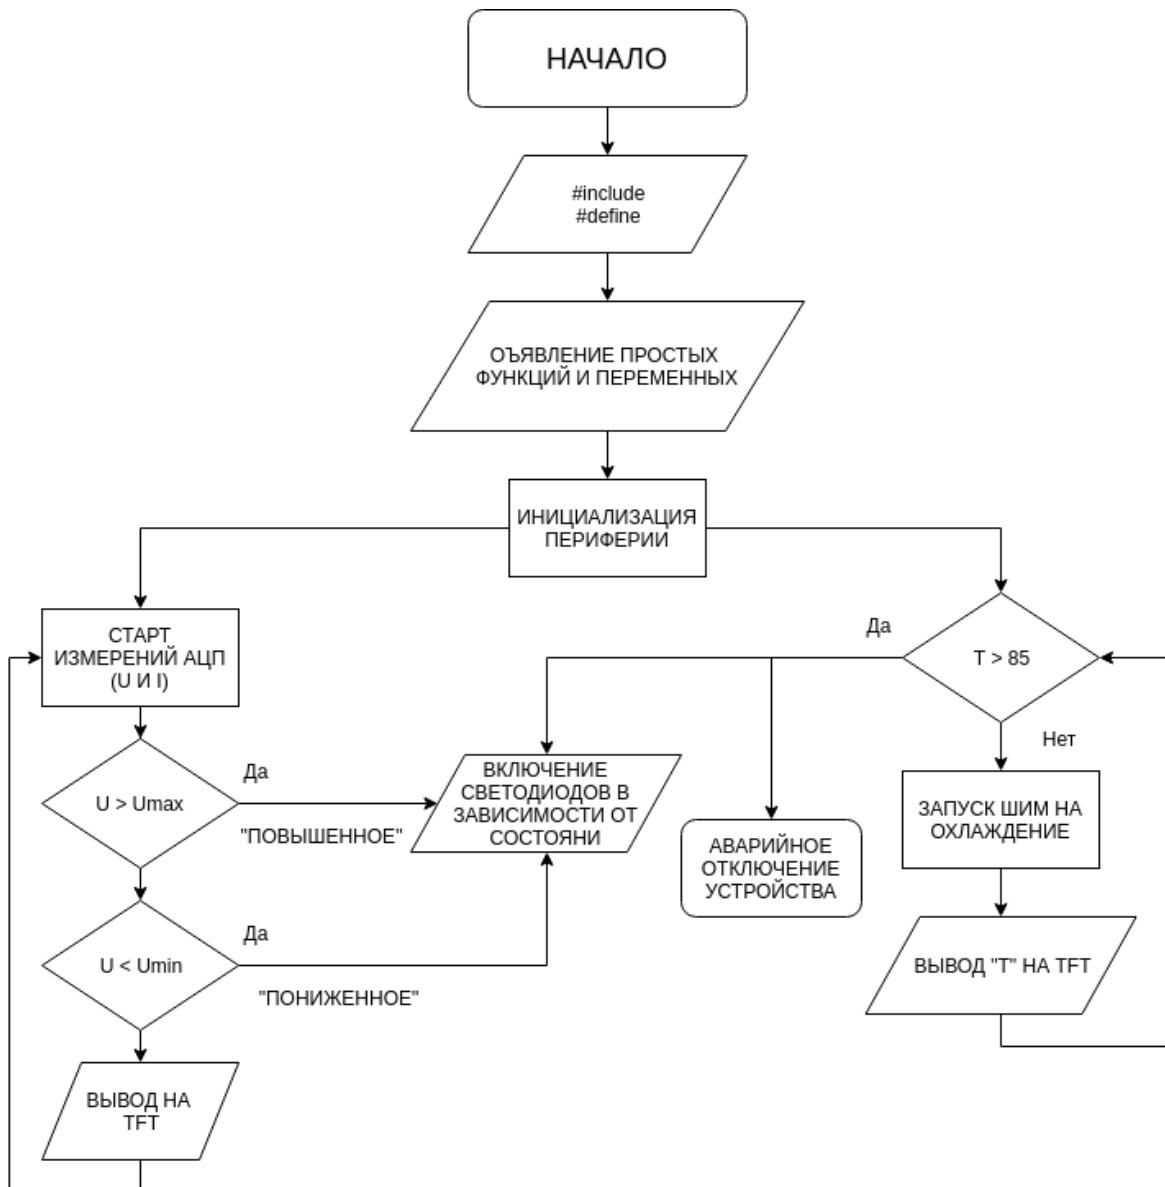 НАЧАЛО
#include
#define
ОЪЯВЛЕНИЕ ПРОСТЫХ
ФУНКЦИЙ И ПЕРЕМЕННЫХ
ИНИЦИАЛИЗАЦИЯ
ПЕРИФЕРИИ
СТАРТ
ИЗМЕРЕНИЙ АЦП
(U И I)
Да
T > 85
Нет
U > Umax
Да
"ПОВЫШЕННОЕ"
ВКЛЮЧЕНИЕ
СВЕТОДИОДОВ В
ЗАВИСИМОСТИ ОТ
СОСТОЯНИ
АВАРИЙНОЕ
ОТКЛЮЧЕНИЕ
УСТРОЙСТВА
ЗАПУСК ШИМ НА
ОХЛАЖДЕНИЕ
U < Umin
Да
"ПОНИЖЕННОЕ"
ВЫВОД "Т" НА TFT
ВЫВОД НА
TFT